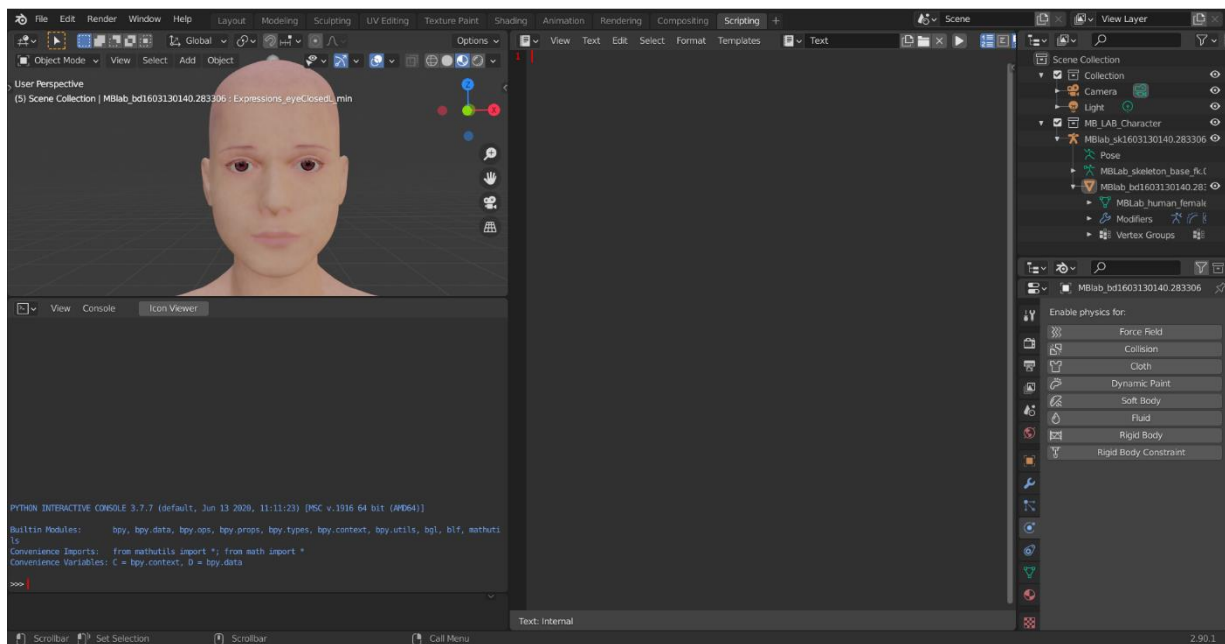 File Edit Render Window Help Layout Modeling Sculpting UV Editing Texture Paint Shading Animation Rendering Compositing Scripting + Scene View Layer
Global Options
Object Mode View Select Add Object
User Perspective
(5) Scene Collection | MBlab_bd1603130140.283306 : Expressions_eyeClosedL_min
View Console Icon Viewer
PYTHON INTERACTIVE CONSOLE 3.7.7 (default, Jun 13 2020, 11:11:23) [MSC v.1916 64 bit (AMD64)]
Builtin Modules: bpy, bpy.data, bpy.ops, bpy.props, bpy.types, bpy.context, bpy.utils, bgl, blf, mathuti
ls
Convenience Imports: from mathutils import *; from math import *
Convenience Variables: C = bpy.context, D = bpy.data
>>>
View Text Edit Select Format Templates Text
1
Text: Internal
Scene Collection
Collection
Camera
Light
MB_LAB_Character
MBlab_sk1603130140.283306
Pose
MBLab_skeleton_base_fk.(
MBlab_bd1603130140.283
MBLab_human_female
Modifiers
Vertex Groups
MBlab_bd1603130140.283306
Enable physics for:
Force Field
Collision
Cloth
Dynamic Paint
Soft Body
Fluid
Rigid Body
Rigid Body Constraint
Scrollbar Set Selection Scrollbar Call Menu 2.90.1